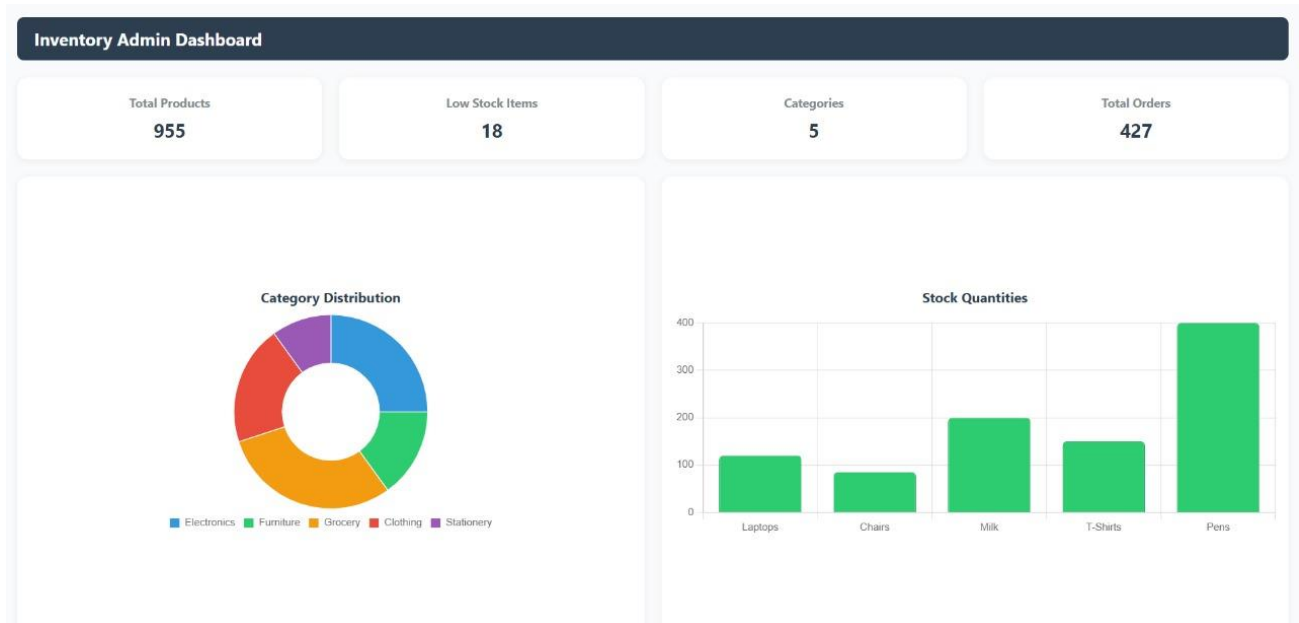 Inventory Admin Dashboard
Total Products
955
Low Stock Items
18
Categories
5
Total Orders
427
Category Distribution
Electronics Furniture Grocery Clothing Stationery
Stock Quantities
400
300
200
100
0
Laptops Chairs Milk T-Shirts Pens